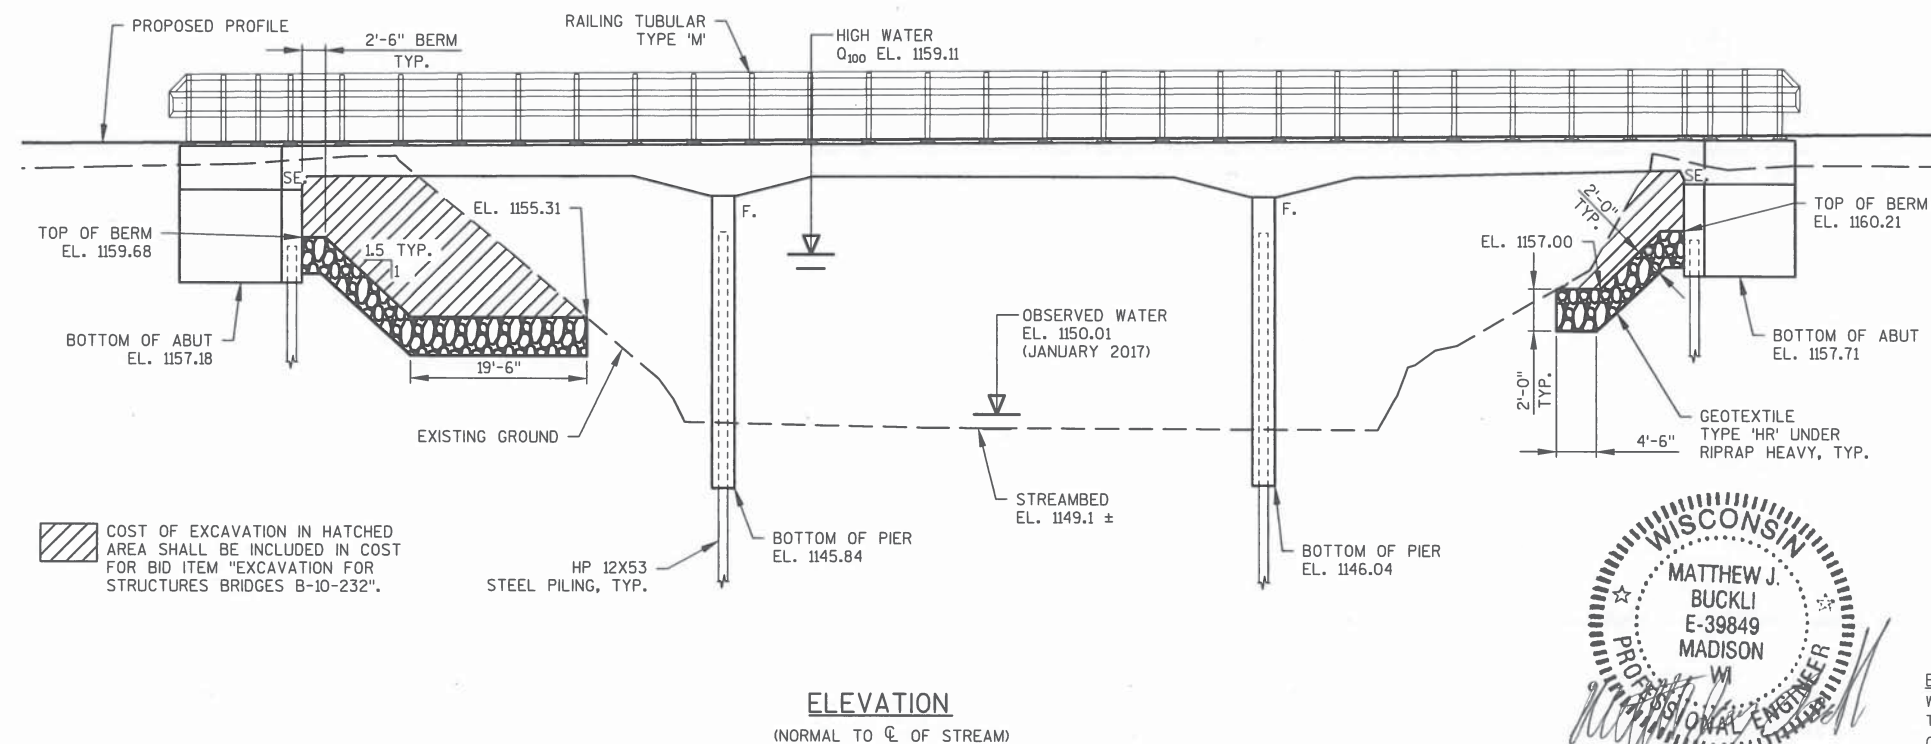 PROPOSED PROFILE
2'-6" BERM
TYP.
RAILING TUBULAR
TYPE 'M'
HIGH WATER
Q100 EL. 1159.11
SE.
F.
F.
SE.
TOP OF BERM
EL. 1159.68
EL. 1155.31
1.5 TYP.
1
BOTTOM OF ABUT
EL. 1157.18
19'-6"
EXISTING GROUND
OBSERVED WATER
EL. 1150.01
(JANUARY 2017)
STREAMBED
EL. 1149.1 ±
2'-0"
TYP.
EL. 1157.00
TOP OF BERM
EL. 1160.21
BOTTOM OF ABUT
EL. 1157.71
2'-0"
TYP.
4'-6"
GEOTEXTILE
TYPE 'HR' UNDER
RIPRAP HEAVY, TYP.
COST OF EXCAVATION IN HATCHED
AREA SHALL BE INCLUDED IN COST
FOR BID ITEM "EXCAVATION FOR
STRUCTURES BRIDGES B-10-232".
HP 12X53
STEEL PILING, TYP.
BOTTOM OF PIER
EL. 1145.84
BOTTOM OF PIER
EL. 1146.04
WISCONSIN
MATTHEW J.
BUCKLI
E-39849
MADISON
WI
PROFESSIONAL ENGINEER
ELEVATION
(NORMAL TO ℄ OF STREAM)